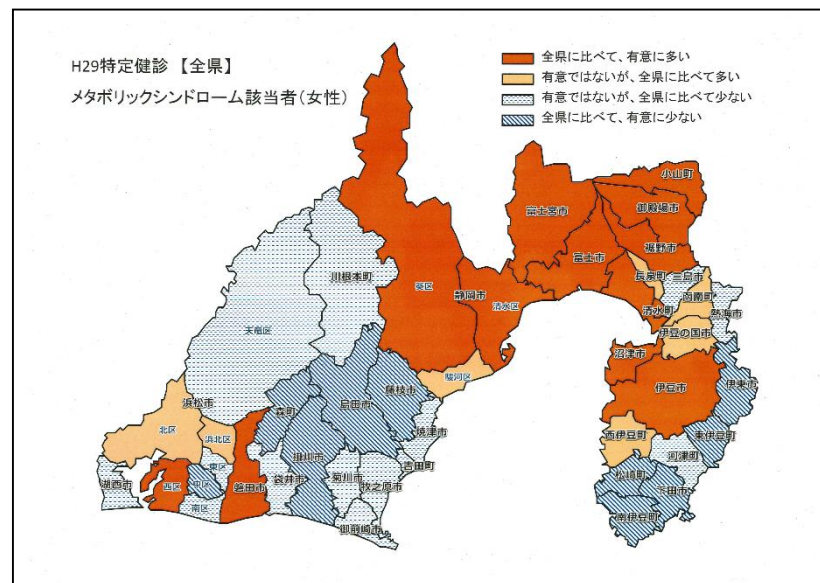 H29特定健診 【全県】
メタボリックシンドローム該当者(女性)
全県に比べて、有意に多い
有意ではないが、全県に比べて多い
有意ではないが、全県に比べて少ない
全県に比べて、有意に少ない
小山町
御殿場市
富士宮市
裾野市
富士市
長泉町
三島市
函南町
川根本町
葵区
静岡市
清水区
清水町
熱海市
伊豆の国市
天竜区
沼津市
伊豆市
伊東市
駿河区
藤枝市
島田市
森町
浜松市
北区
浜北区
焼津市
西伊豆町
東伊豆町
河津町
吉田町
掛川市
東区
中区
西区
南区
湖西市
磐田市
袋井市
菊川市
牧之原市
御前崎市
松崎町
下田市
南伊豆町